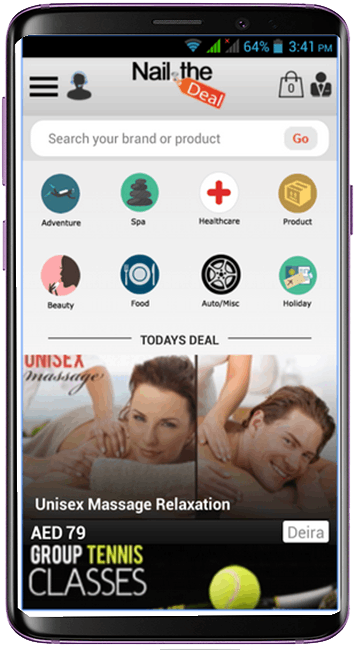 64% 3:41 PM
Nail the
Deal
0
Search your brand or product Go
Adventure Spa Healthcare Product
Beauty Food Auto/Misc Holiday
TODAYS DEAL
UNISEX
massage
Unisex Massage Relaxation
AED 79 Deira
GROUP TENNIS
CLASSES